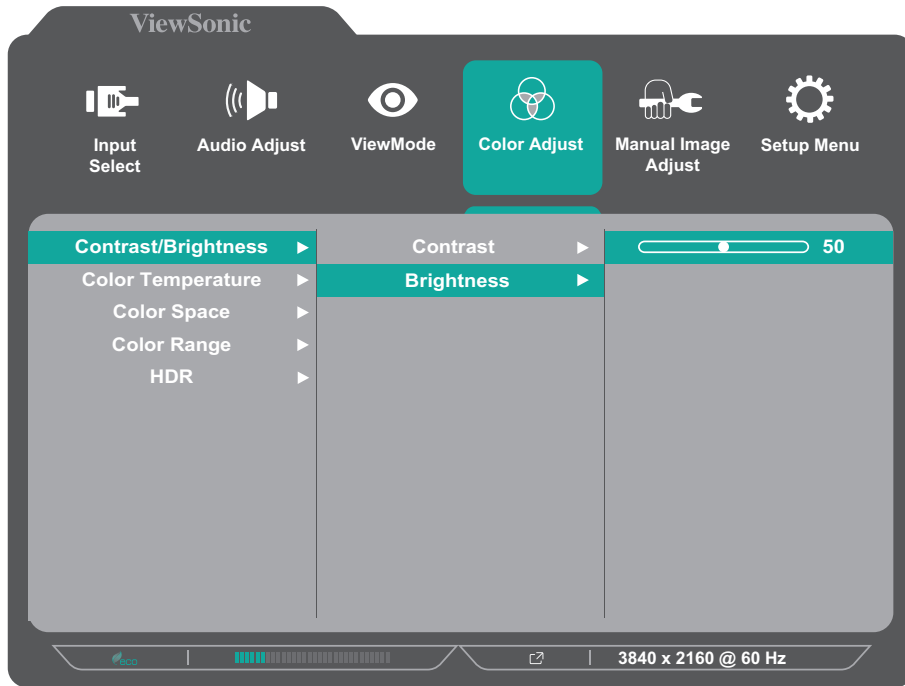 ViewSonic
Input
Select
Audio Adjust
ViewMode
Color Adjust
Manual Image
Adjust
Setup Menu
Contrast/Brightness
Contrast
50
Color Temperature
Brightness
Color Space
Color Range
HDR
eco
3840 x 2160 @ 60 Hz